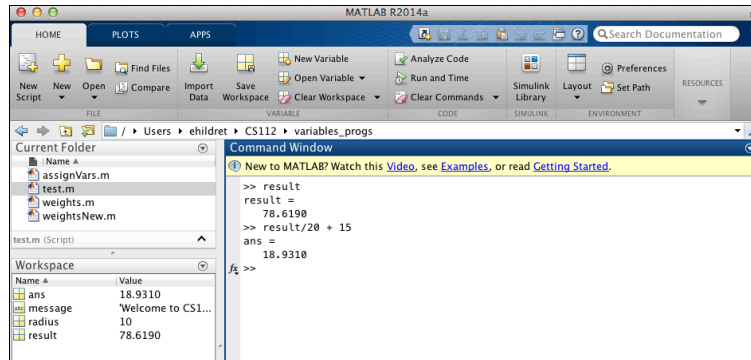 MATLAB R2014a
HOME PLOTS APPS Search Documentation
New Script New Open Find Files Compare Import Data Save Workspace New Variable Open Variable Clear Workspace Analyze Code Run and Time Clear Commands Simulink Library Layout Preferences Set Path RESOURCES
FILE VARIABLE CODE SIMULINK ENVIRONMENT
/ Users ehildret CS112 variables_progs
Current Folder
Name
assignVars.m
test.m
weights.m
weightsNew.m
test.m (Script)
Workspace
Name Value
ans 18.9310
message 'Welcome to CS1...
radius 10
result 78.6190
Command Window
New to MATLAB? Watch this Video, see Examples, or read Getting Started.
>> result
result =
78.6190
>> result/20 + 15
ans =
18.9310
fx >>